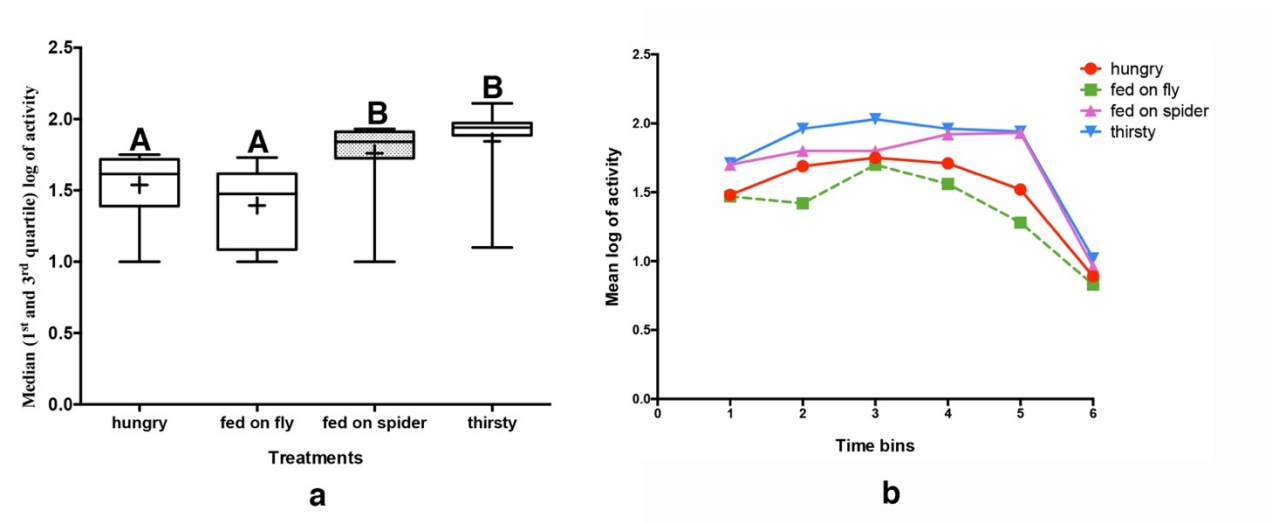 Median (1st and 3rd quartile) log of activity
2.5
2.0
1.5
1.0
0.5
0.0
A
A
B
B
hungry
fed on fly
fed on spider
thirsty
Treatments
a
Mean log of activity
2.5
2.0
1.5
1.0
0.5
0.0
0
1
2
3
4
5
6
Time bins
hungry
fed on fly
fed on spider
thirsty
b